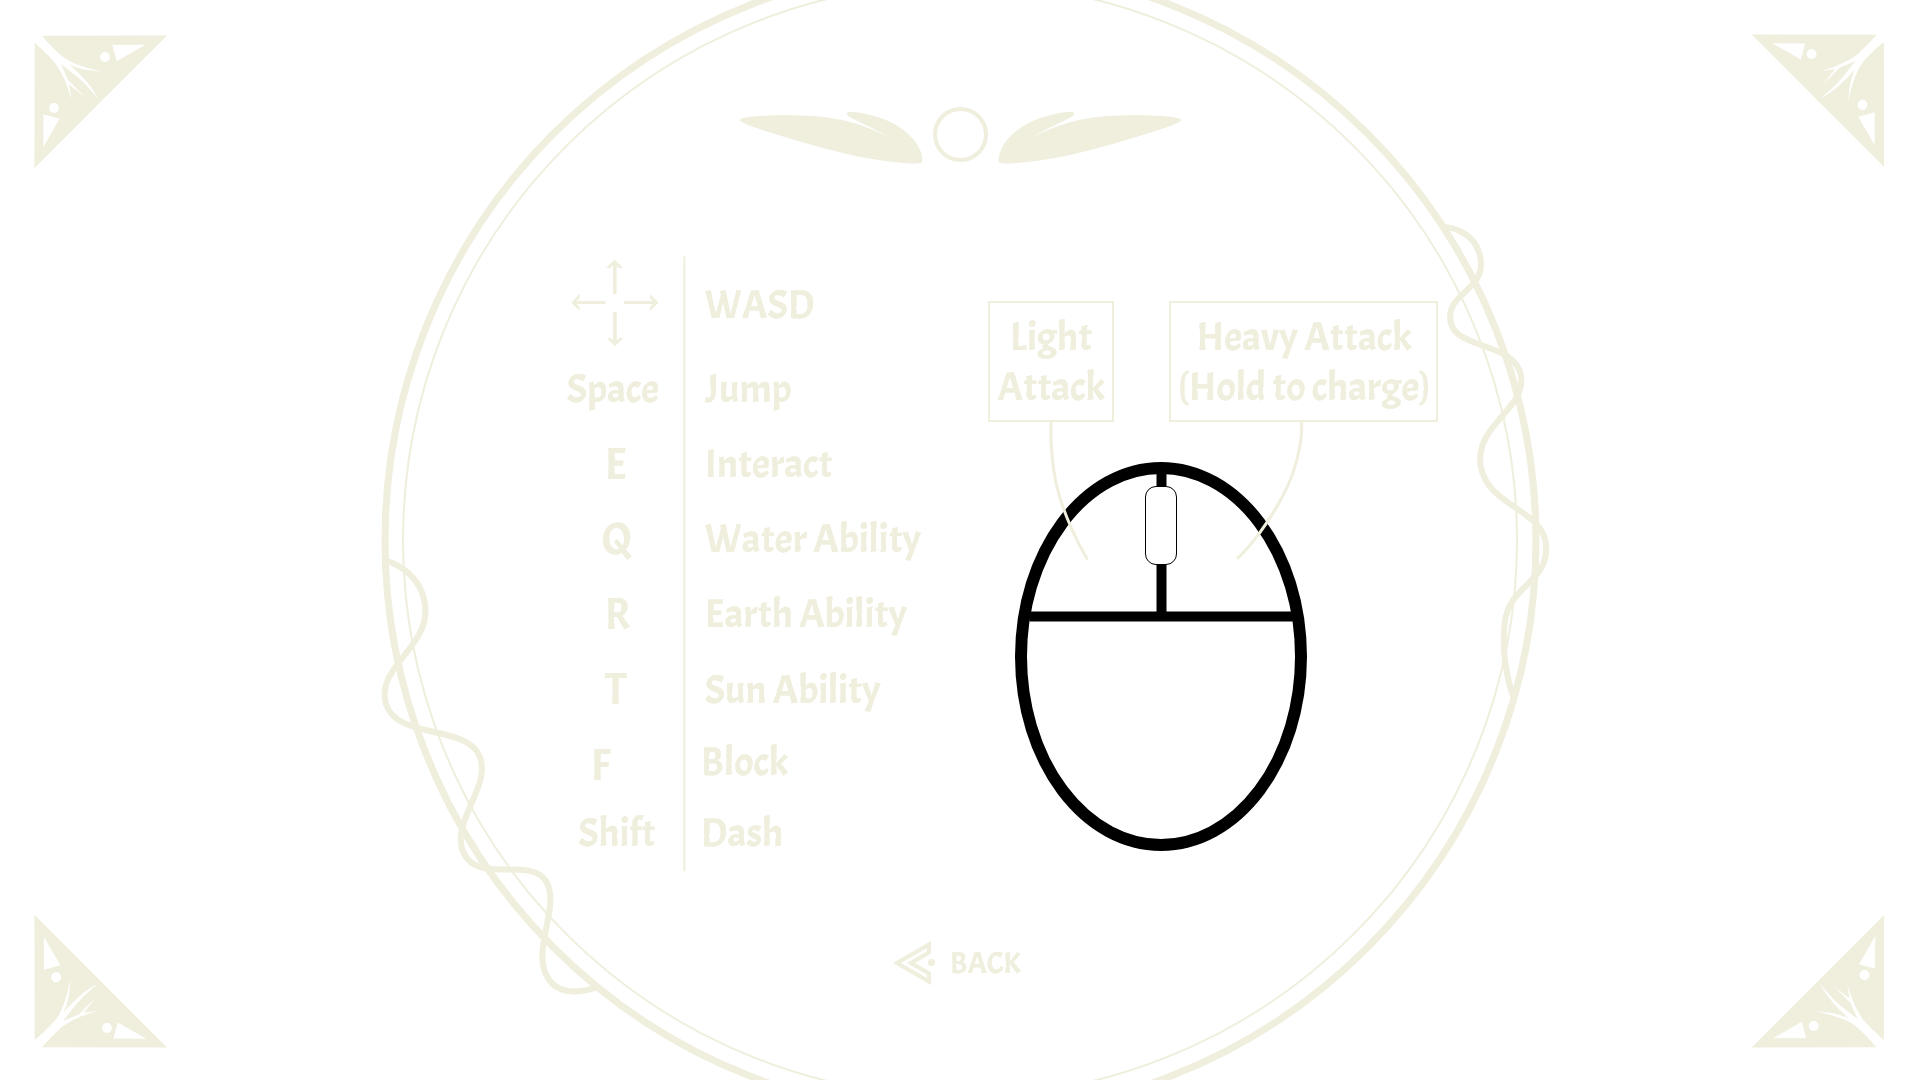 WASD
Space Jump
E Interact
Q Water Ability
R Earth Ability
T Sun Ability
F Block
Shift Dash
Light
Attack
Heavy Attack
(Hold to charge)
BACK